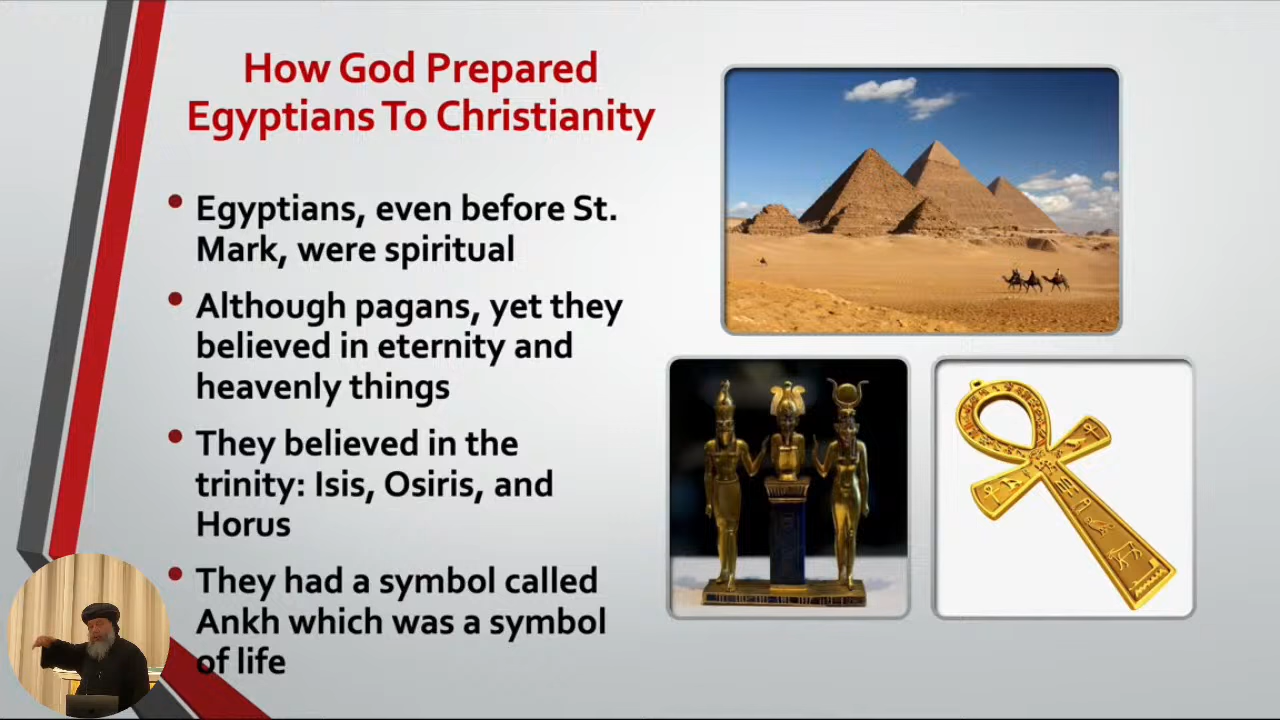 How God Prepared
Egyptians To Christianity
• Egyptians, even before St.
Mark, were spiritual
• Although pagans, yet they
believed in eternity and
heavenly things
• They believed in the
trinity: Isis, Osiris, and
Horus
• They had a symbol called
Ankh which was a symbol
of life